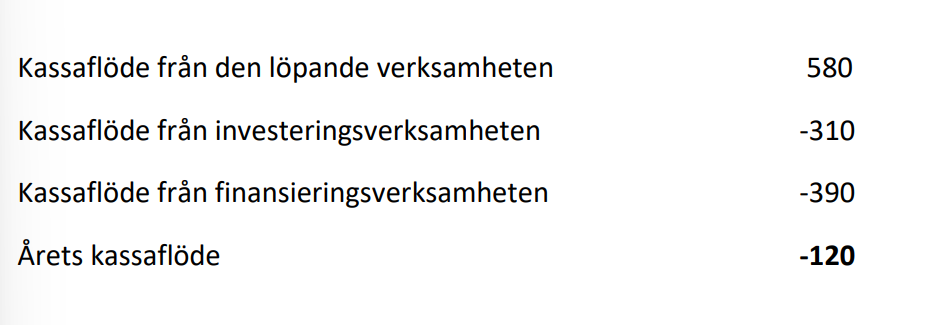 Kassaflöde från den löpande verksamheten 580
Kassaflöde från investeringsverksamheten -310
Kassaflöde från finansieringsverksamheten -390
Årets kassaflöde -120